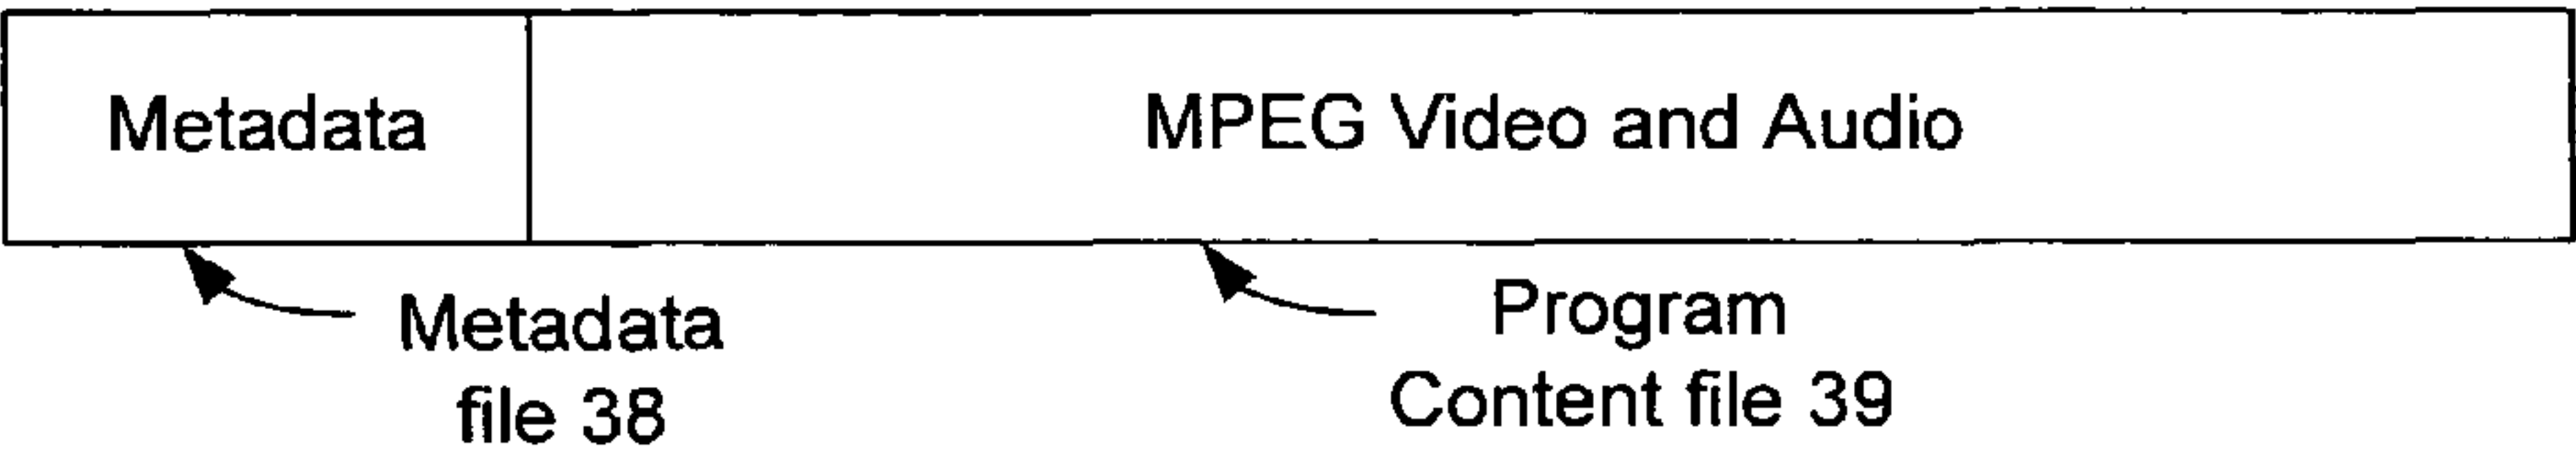 Metadata
MPEG Video and Audio
Metadata
file 38
Program
Content file 39